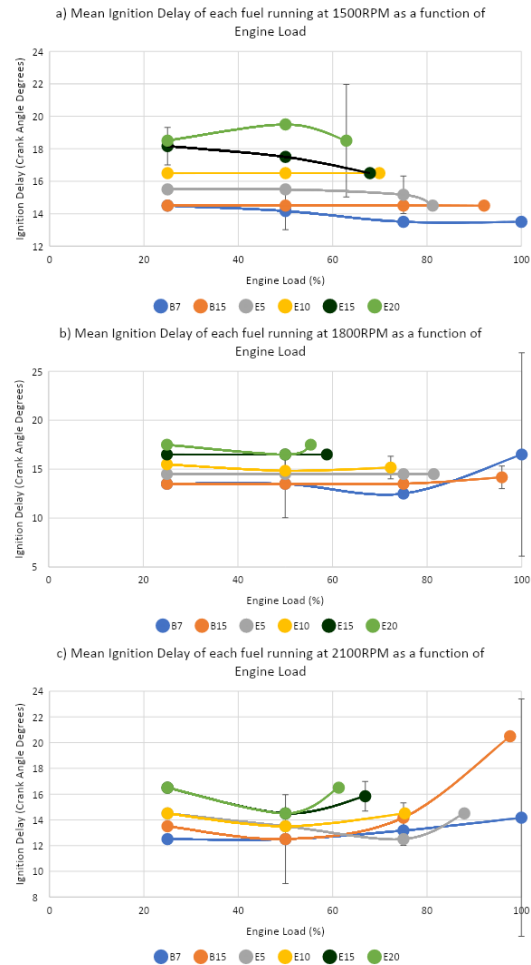 a) Mean Ignition Delay of each fuel running at 1500RPM as a function of
Engine Load
Ignition Delay (Crank Angle Degrees)
24
22
20
18
16
14
12
0 20 40 60 80 100
Engine Load (%)
B7 B15 E5 E10 E15 E20
b) Mean Ignition Delay of each fuel running at 1800RPM as a function of
Engine Load
Ignition Delay (Crank Angle Degrees)
25
20
15
10
5
0 20 40 60 80 100
Engine Load (%)
B7 B15 E5 E10 E15 E20
c) Mean Ignition Delay of each fuel running at 2100RPM as a function of
Engine Load
Ignition Delay (Crank Angle Degrees)
24
22
20
18
16
14
12
10
8
0 20 40 60 80 100
Engine Load (%)
B7 B15 E5 E10 E15 E20